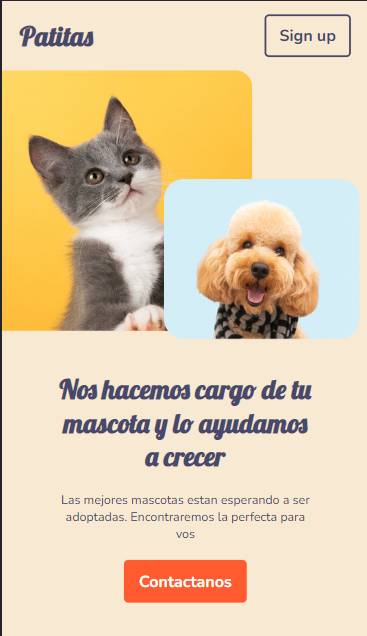 Patitas
Sign up
Nos hacemos cargo de tu
mascota y lo ayudamos
a crecer
Las mejores mascotas estan esperando a ser
adoptadas. Encontraremos la perfecta para
vos
Contactanos